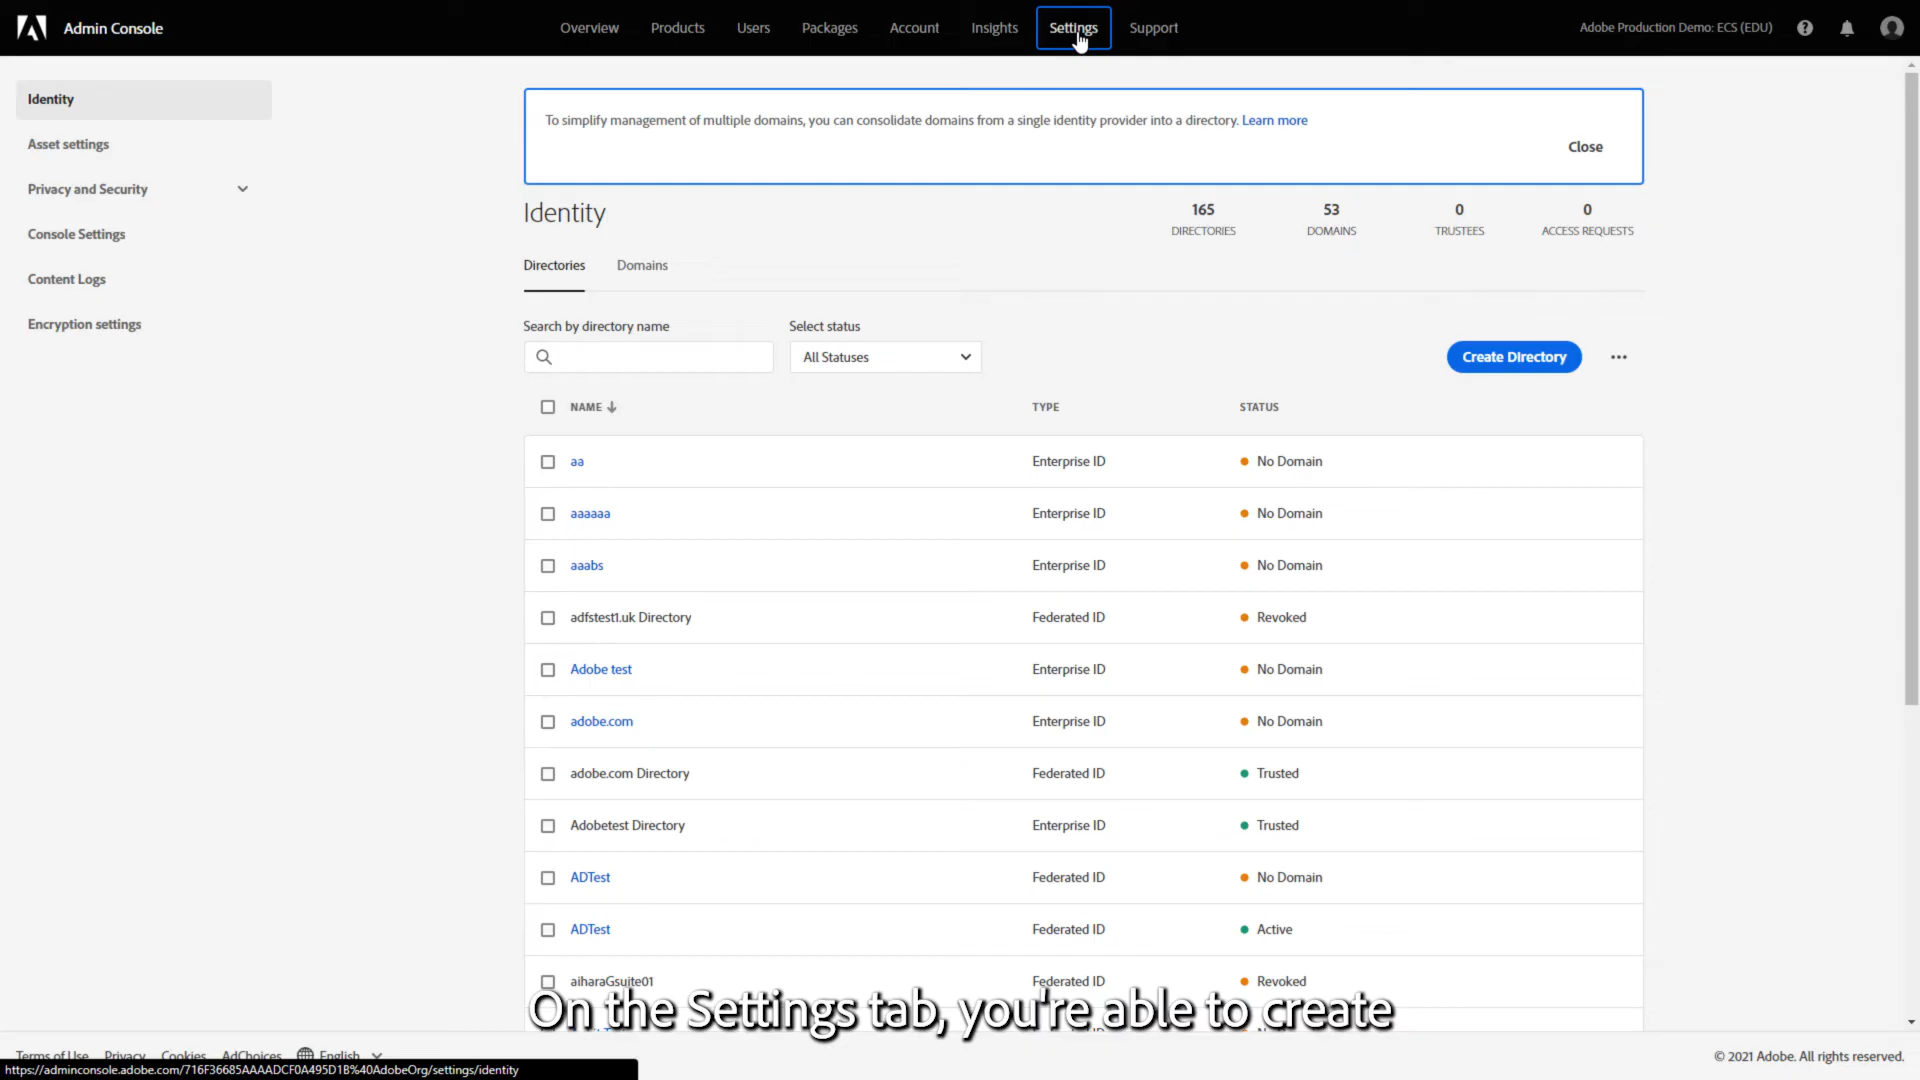 Admin Console
Overview Products Users Packages Account Insights Settings Support
Adobe Production Demo: ECS (EDU)
Identity
Asset settings
Privacy and Security
Console Settings
Content Logs
Encryption settings
To simplify management of multiple domains, you can consolidate domains from a single identity provider into a directory. Learn more
Close
Identity
165 53 0 0
DIRECTORIES DOMAINS TRUSTEES ACCESS REQUESTS
Directories Domains
Search by directory name Select status
All Statuses Create Directory
NAME TYPE STATUS
aa Enterprise ID No Domain
aaaaaa Enterprise ID No Domain
aaabs Enterprise ID No Domain
adfstest1.uk Directory Federated ID Revoked
Adobe test Enterprise ID No Domain
adobe.com Enterprise ID No Domain
adobe.com Directory Federated ID Trusted
Adobetest Directory Enterprise ID Trusted
ADTest Federated ID No Domain
ADTest Federated ID Active
aiharaGsuite01 Federated ID Revoked
On the Settings tab, you're able to create
Terms of Use Privacy Cookies AdChoices English
© 2021 Adobe. All rights reserved.
https://adminconsole.adobe.com/716F36685AAAADCF0A495D1B%40AdobeOrg/settings/identity